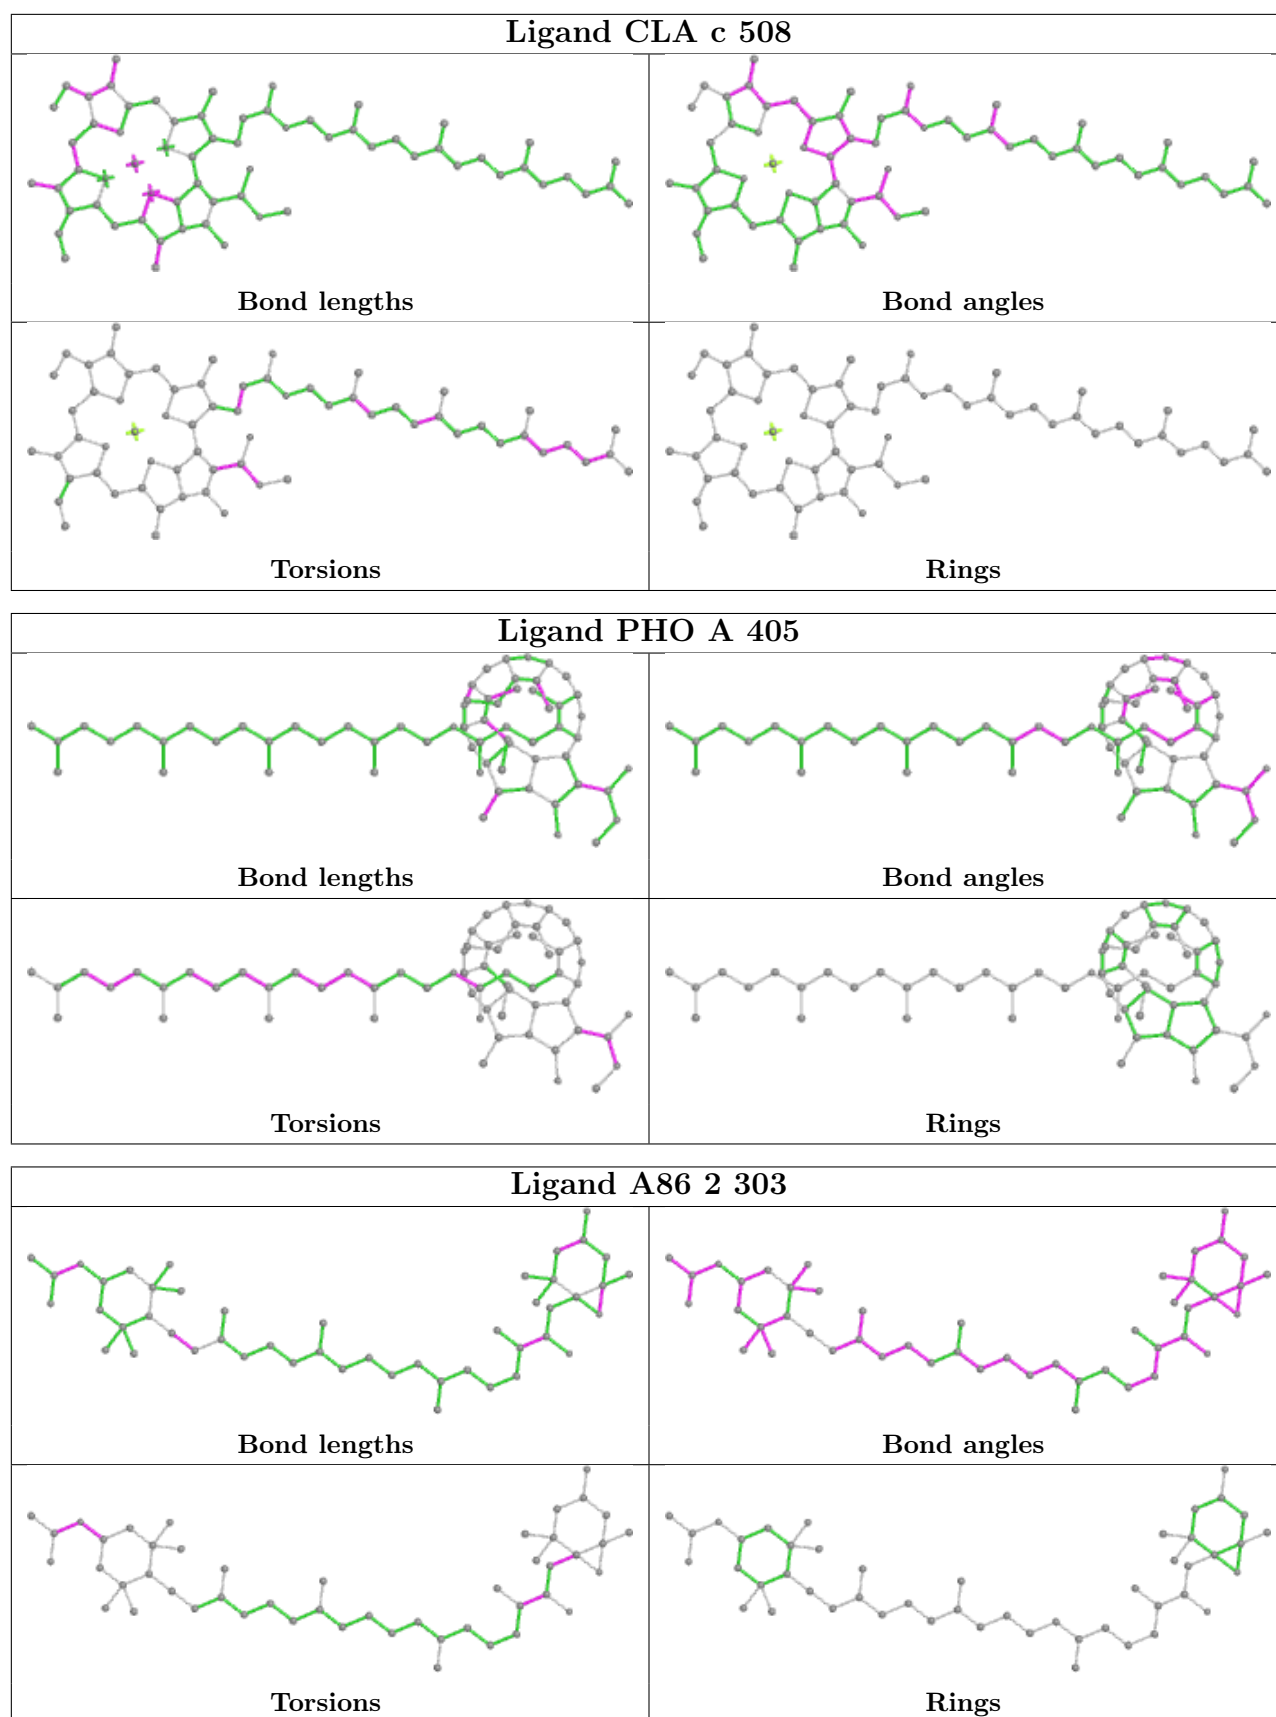 Ligand CLA c 508
Bond lengths
Bond angles
Torsions
Rings
Ligand PHO A 405
Bond lengths
Bond angles
Torsions
Rings
Ligand A86 2 303
Bond lengths
Bond angles
Torsions
Rings